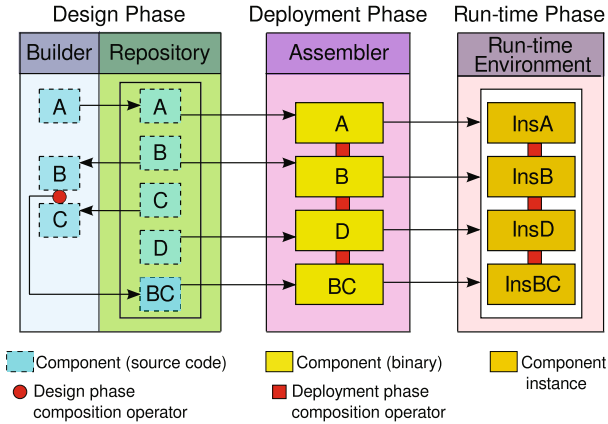 Design Phase
Deployment Phase
Run-time Phase
Builder
Repository
Assembler
Run-time
Environment
A
B
C
A
B
C
D
BC
A
B
D
BC
InsA
InsB
InsD
InsBC
Component (source code)
Component (binary)
Component
instance
Design phase
composition operator
Deployment phase
composition operator